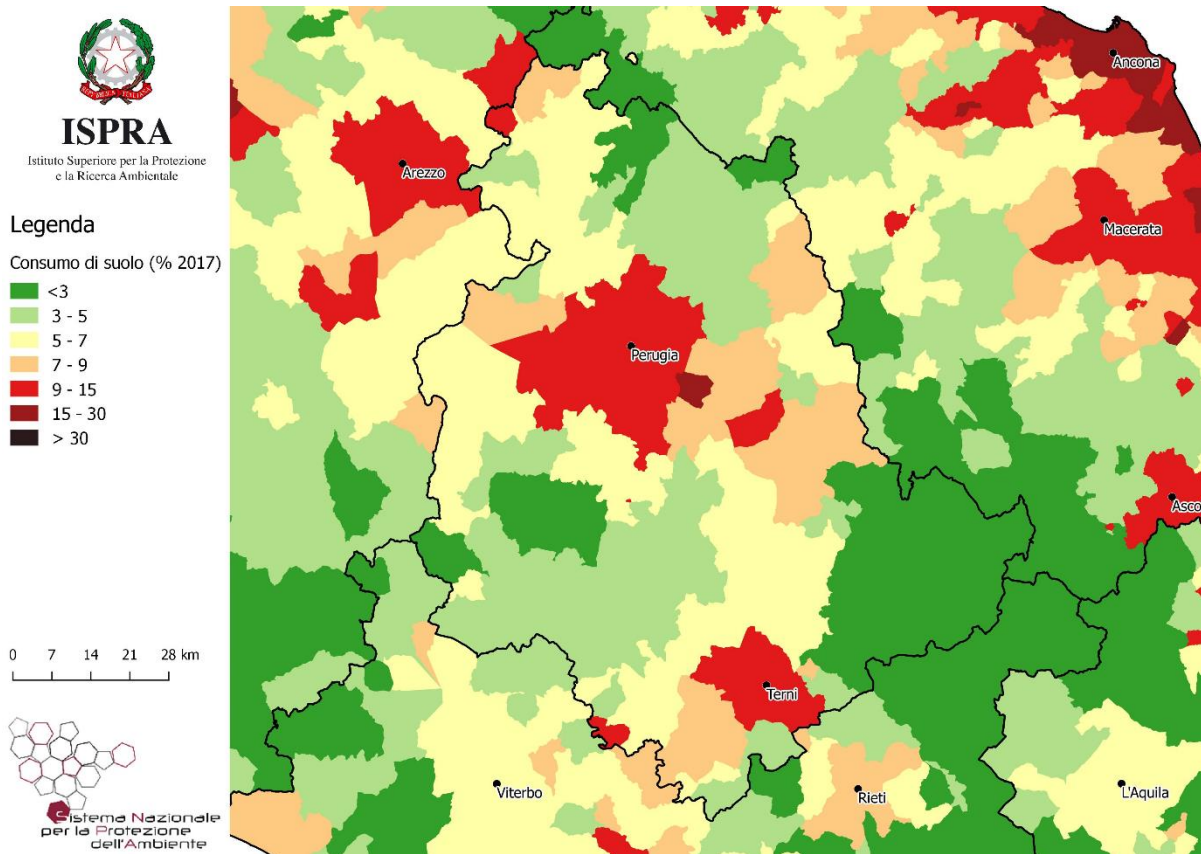 ISPRA
Istituto Superiore per la Protezione
e la Ricerca Ambientale
Legenda
Consumo di suolo (% 2017)
<3
3 - 5
5 - 7
7 - 9
9 - 15
15 - 30
> 30
0 7 14 21 28 km
Sistema Nazionale
per la Protezione
dell'Ambiente
Ancona
Arezzo
Macerata
Perugia
Asco
Terni
Viterbo
Rieti
L'Aquila